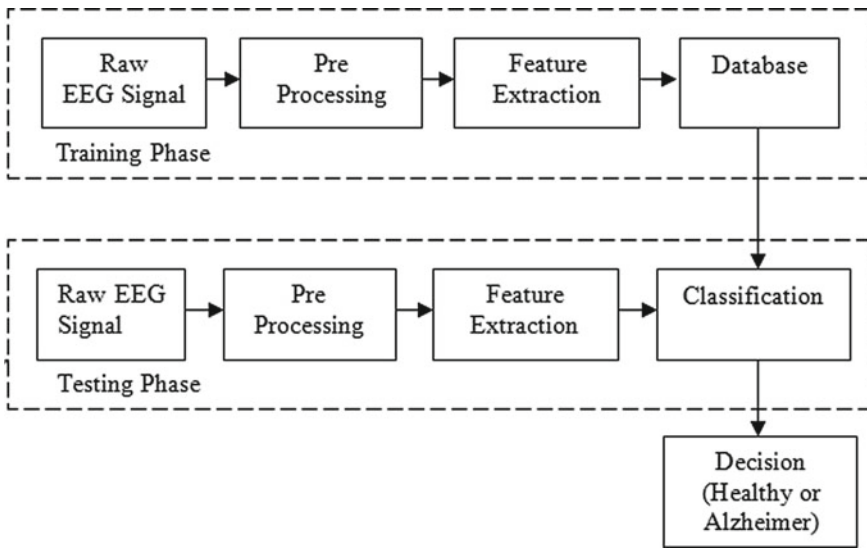 Raw
EEG Signal
Pre
Processing
Feature
Extraction
Database
Training Phase
Raw EEG
Signal
Pre
Processing
Feature
Extraction
Classification
Testing Phase
Decision
(Healthy or
Alzheimer)